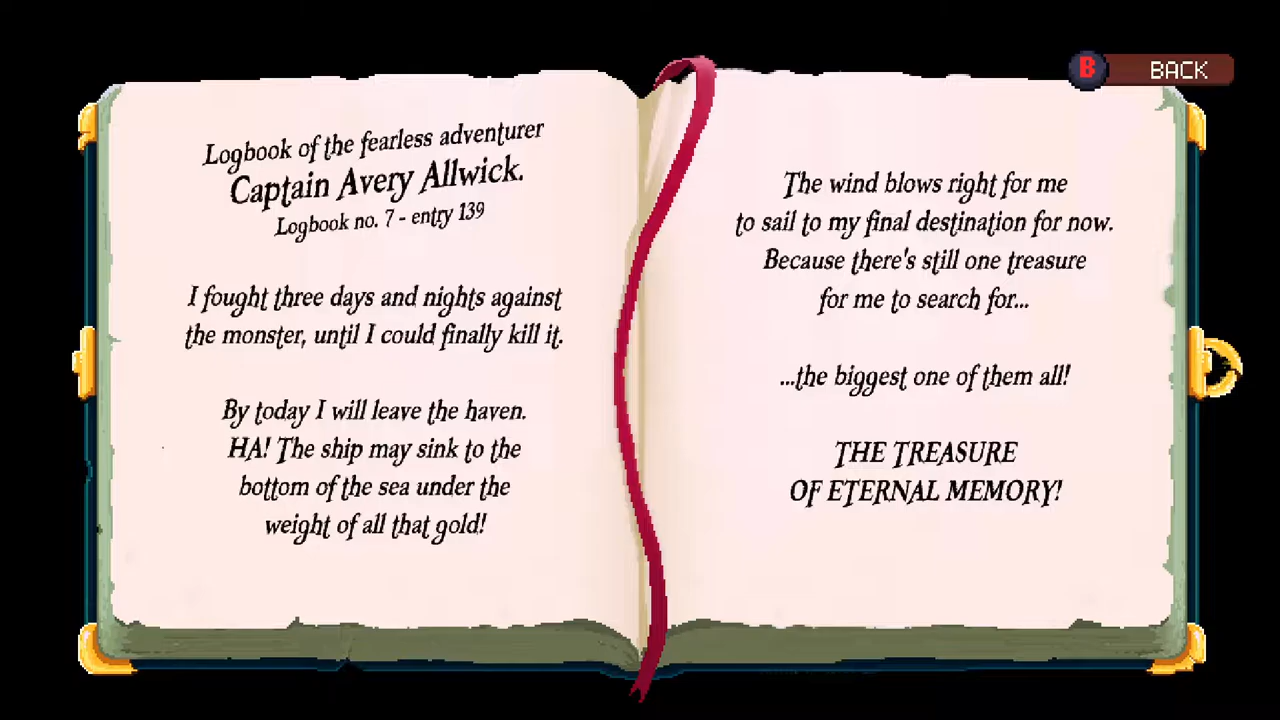 B BACK
Logbook of the fearless adventurer
Captain Avery Allwick.
Logbook no. 7 - entry 139
I fought three days and nights against
the monster, until I could finally kill it.
By today I will leave the haven.
HA! The ship may sink to the
bottom of the sea under the
weight of all that gold!
The wind blows right for me
to sail to my final destination for now.
Because there's still one treasure
for me to search for...
...the biggest one of them all!
THE TREASURE
OF ETERNAL MEMORY!